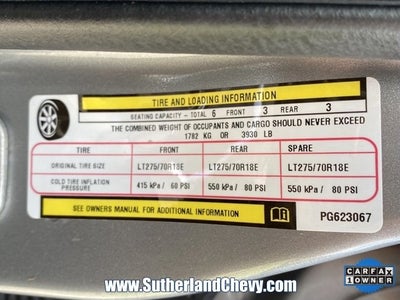 TIRE AND LOADING INFORMATION
SEATING CAPACITY - TOTAL 6 FRONT 3 REAR 3
THE COMBINED WEIGHT OF OCCUPANTS AND CARGO SHOULD NEVER EXCEED
1782 KG OR 3930 LB
TIRE FRONT REAR SPARE
ORIGINAL TIRE SIZE LT275/70R18E LT275/70R18E LT275/70R18E
COLD TIRE INFLATION PRESSURE 415 kPa / 60 PSI 550 kPa / 80 PSI 550 kPa / 80 PSI
SEE OWNERS MANUAL FOR ADDITIONAL INFORMATION PG623067
www.SutherlandChevy.com
CARFAX
1 OWNER